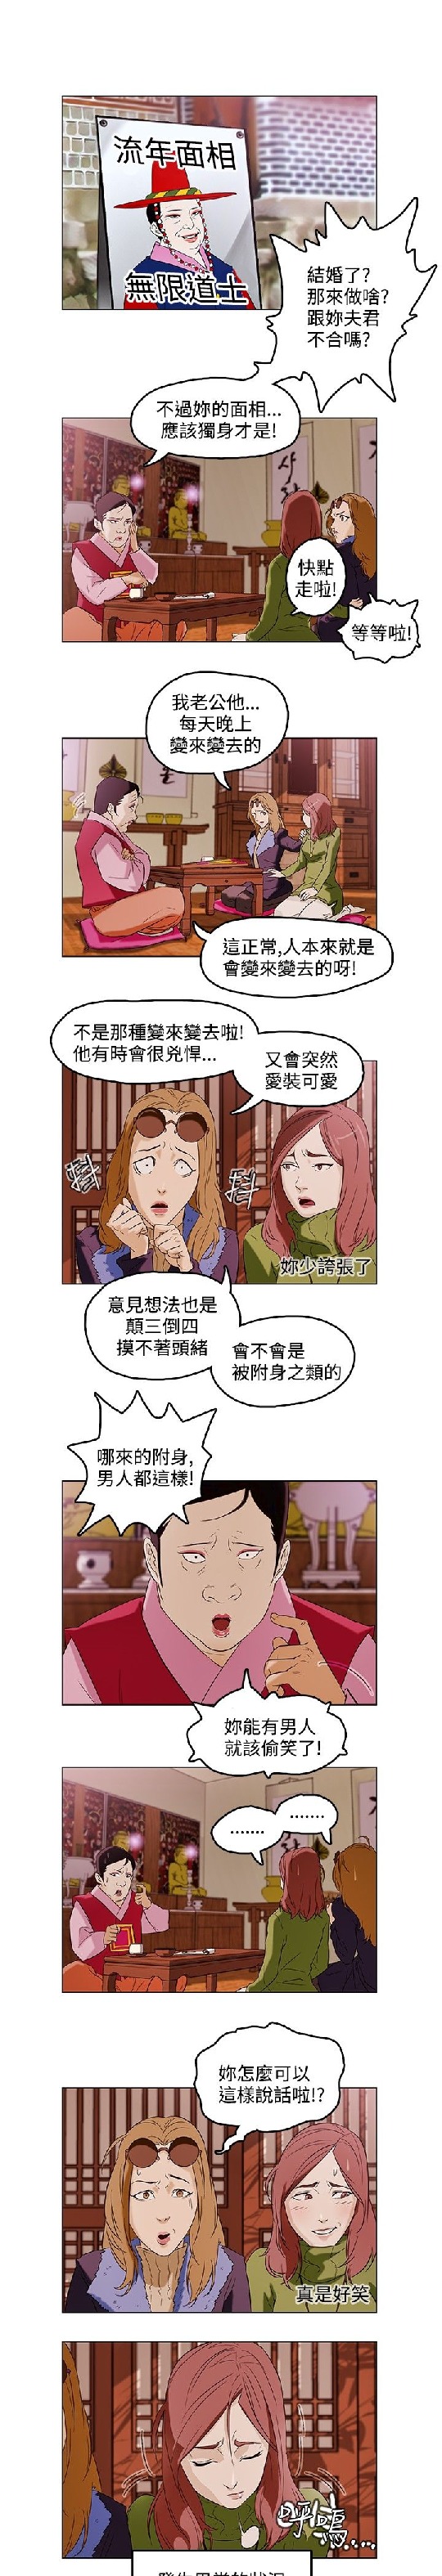 流年面相
無限道士
結婚了?
那來做啥?
跟妳夫君
不合嗎?
不過妳的面相...
應該獨身才是!
快點
走啦!
等等啦!
我老公他...
每天晚上
變來變去的
這正常,人本來就是
會變來變去的呀!
不是那種變來變去啦!
他有時會很兇悍...
又會突然
愛裝可愛
抖
抖
妳少誇張了
意見想法也是
顛三倒四
摸不著頭緒
會不會是
被附身之類的
哪來的附身,
男人都這樣!
妳能有男人
就該偷笑了!
.......
.......
妳怎麼可以
這樣說話啦!?
真是好笑
呼嗚....